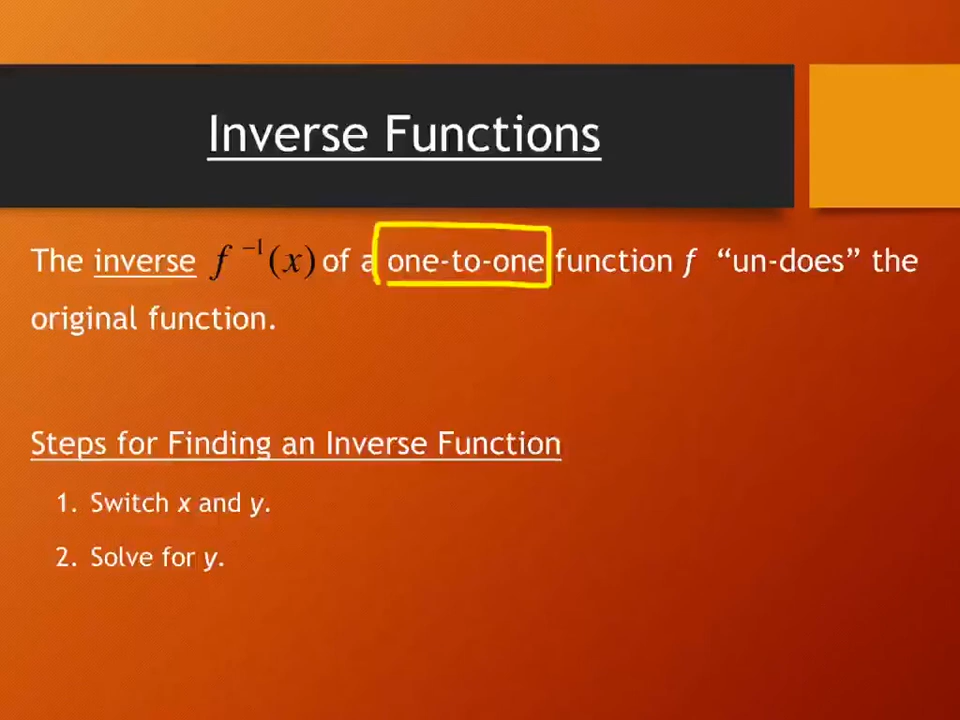 Inverse Functions
The inverse f⁻¹(x) of a one-to-one function f “un-does” the
original function.
Steps for Finding an Inverse Function
1. Switch x and y.
2. Solve for y.